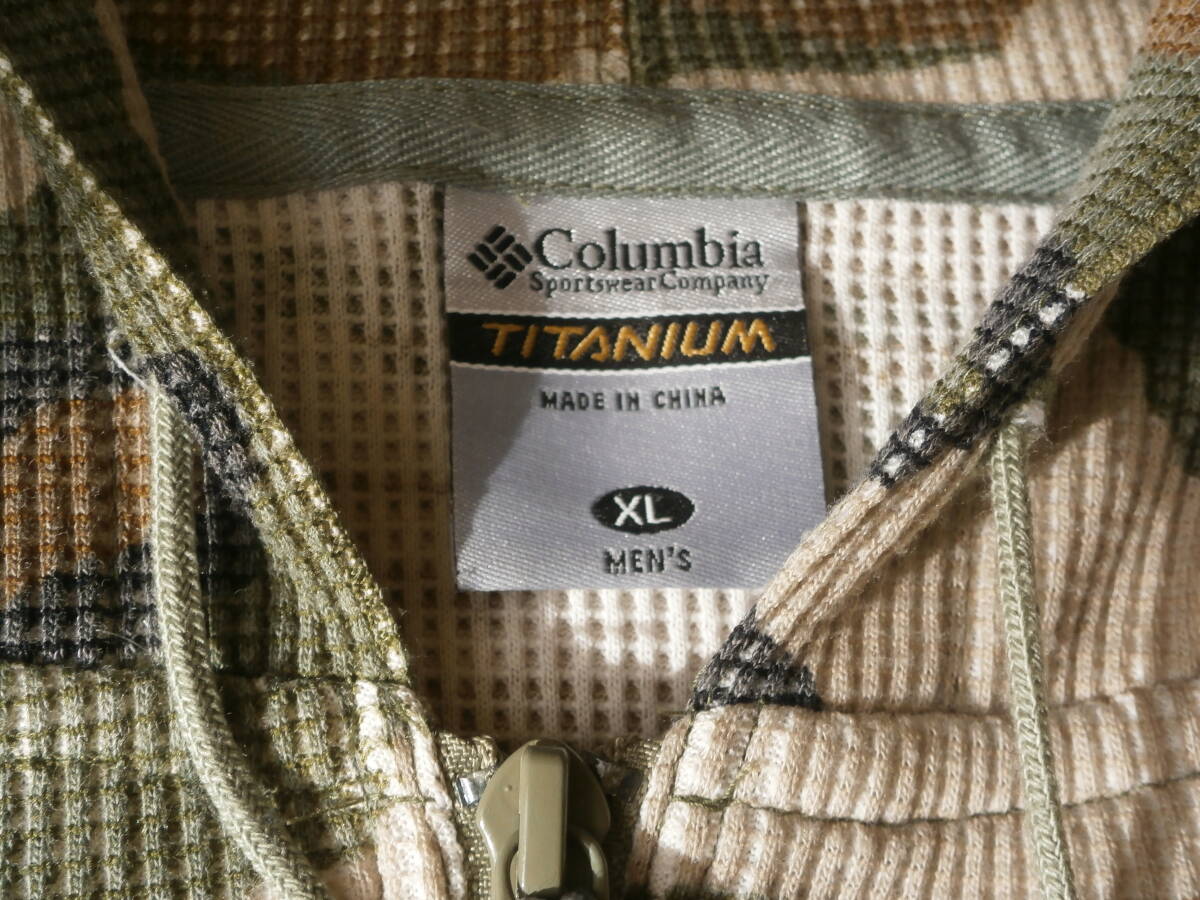 Columbia
Sportswear Company
TITANIUM
MADE IN CHINA
XL
MEN'S